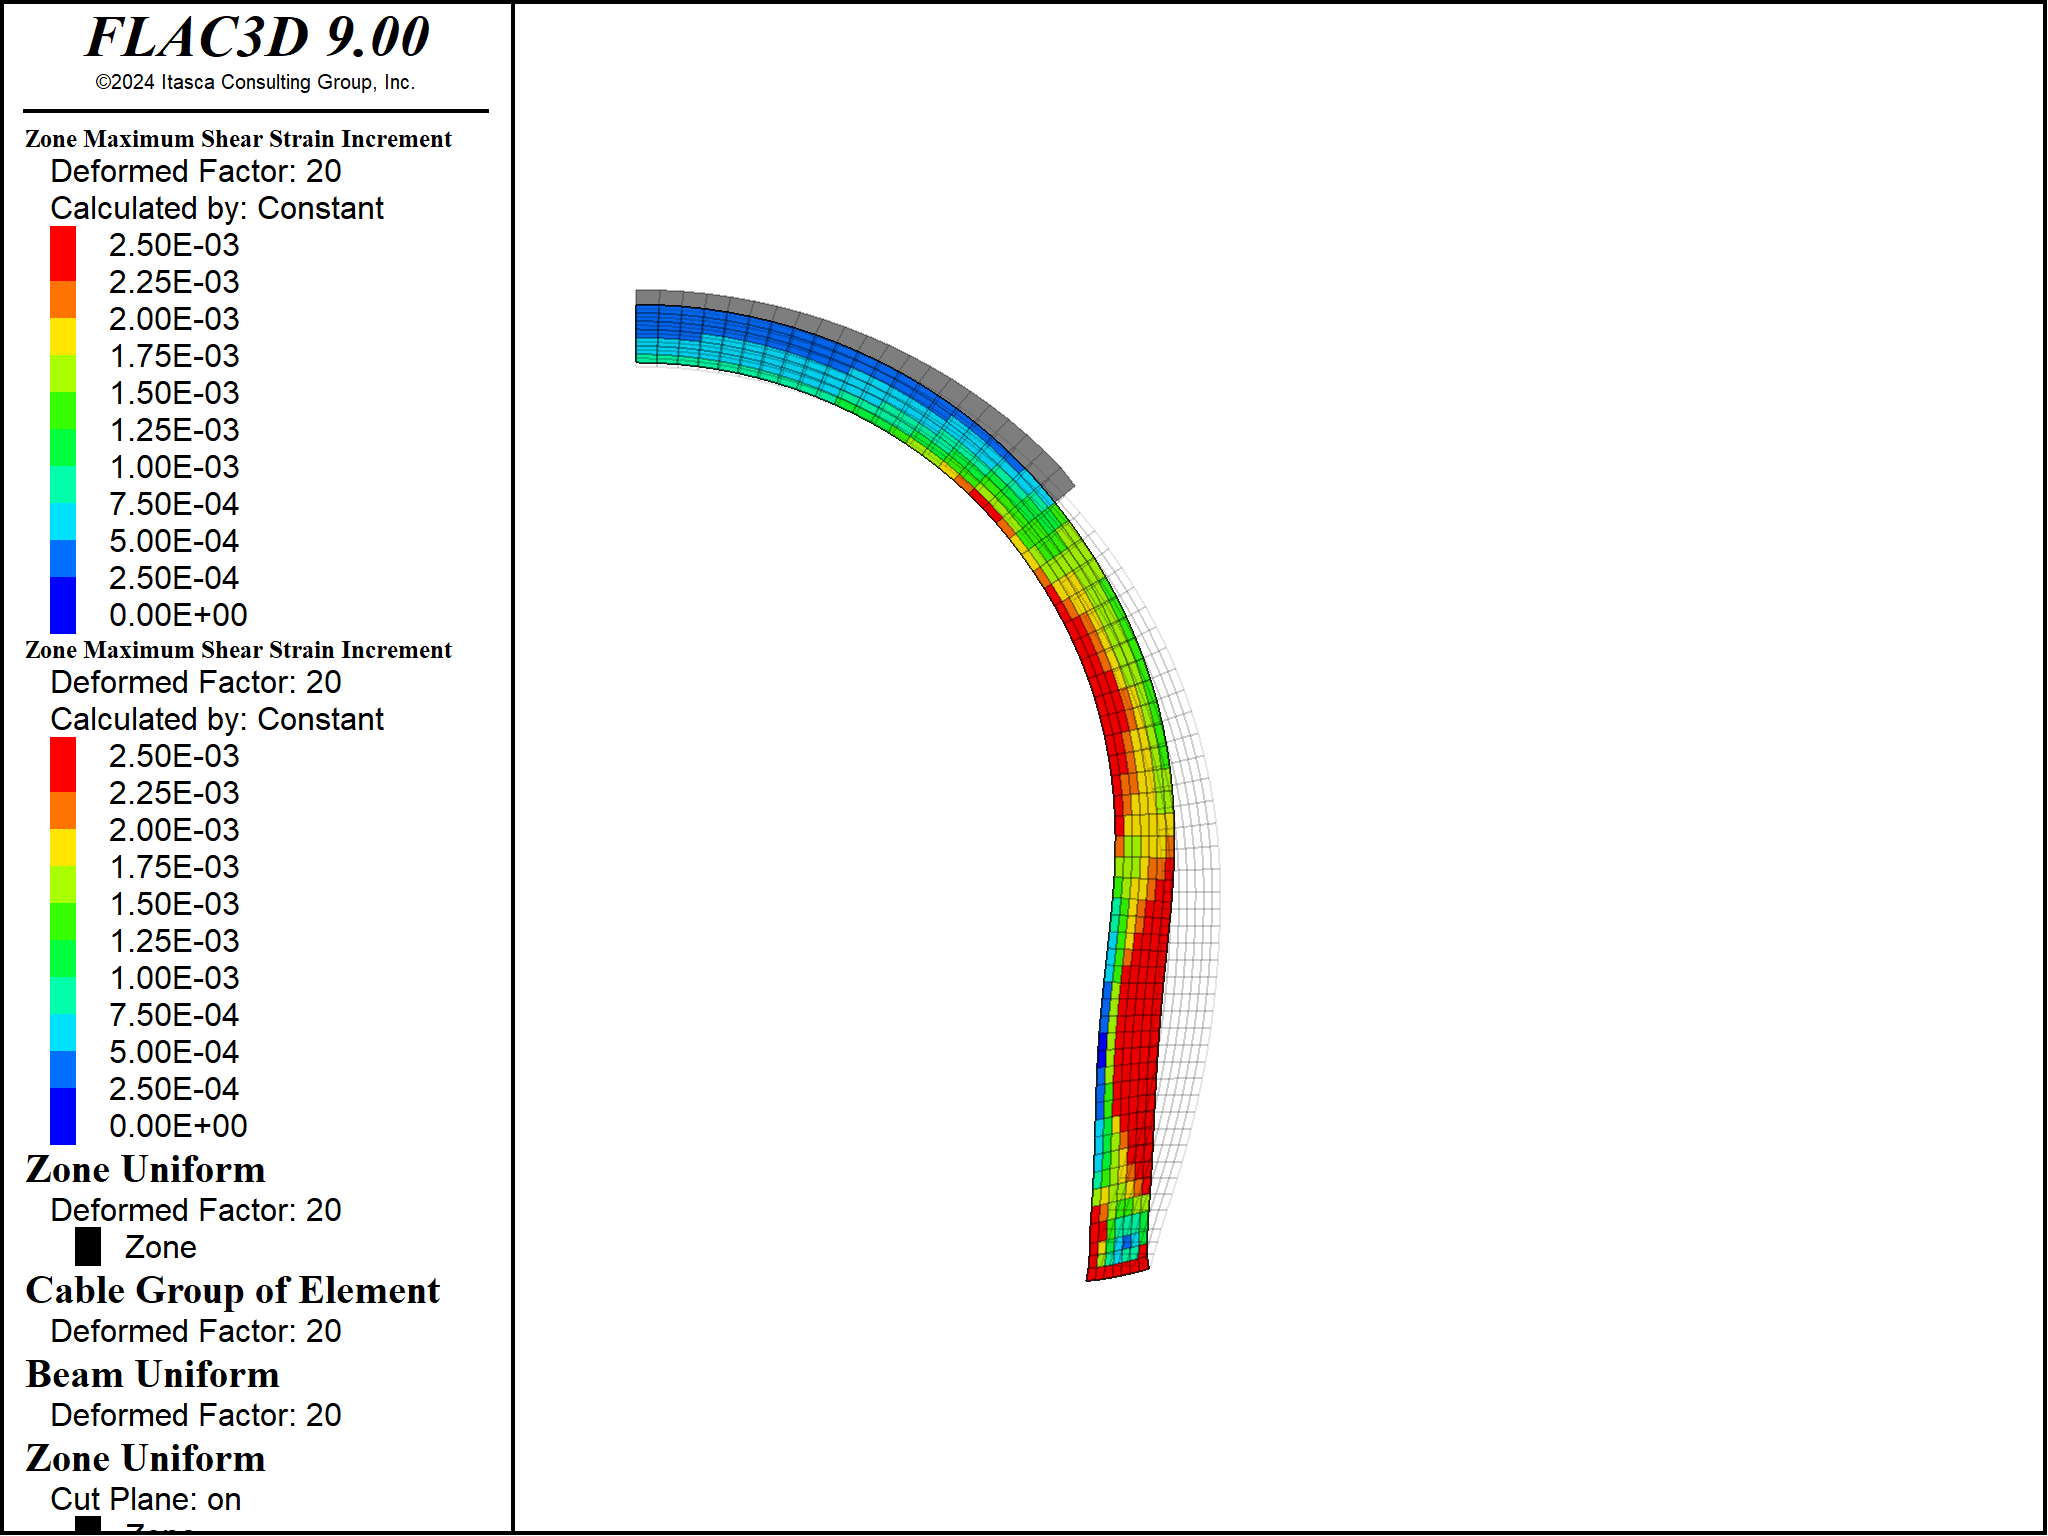 FLAC3D 9.00
©2024 Itasca Consulting Group, Inc.
Zone Maximum Shear Strain Increment
Deformed Factor: 20
Calculated by: Constant
2.50E-03
2.25E-03
2.00E-03
1.75E-03
1.50E-03
1.25E-03
1.00E-03
7.50E-04
5.00E-04
2.50E-04
0.00E+00
Zone Maximum Shear Strain Increment
Deformed Factor: 20
Calculated by: Constant
2.50E-03
2.25E-03
2.00E-03
1.75E-03
1.50E-03
1.25E-03
1.00E-03
7.50E-04
5.00E-04
2.50E-04
0.00E+00
Zone Uniform
Deformed Factor: 20
Zone
Cable Group of Element
Deformed Factor: 20
Beam Uniform
Deformed Factor: 20
Zone Uniform
Cut Plane: on